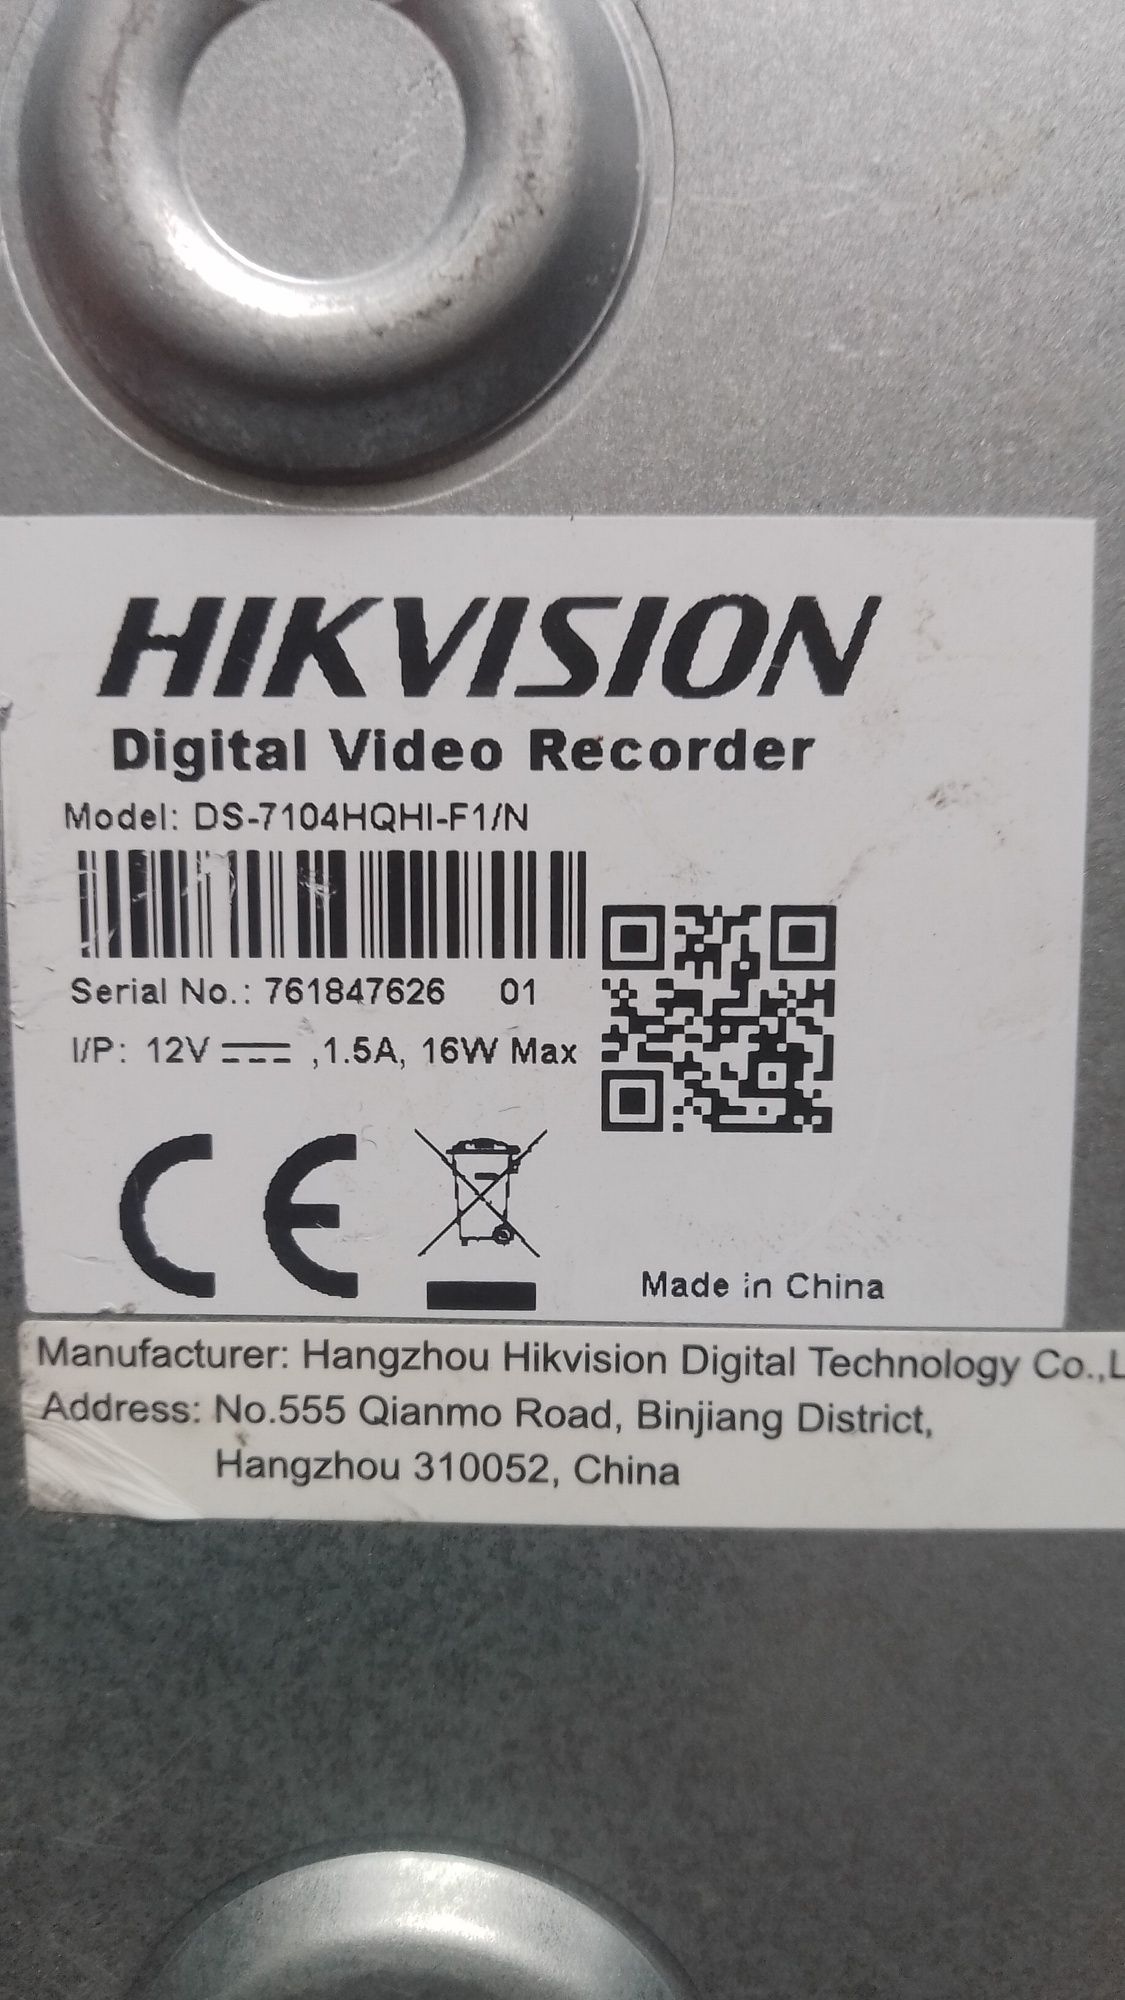 HIKVISION
Digital Video Recorder
Model: DS-7104HQHI-F1/N
Serial No.: 761847626 01
I/P: 12V ,1.5A, 16W Max
CE
Made in China
Manufacturer: Hangzhou Hikvision Digital Technology Co.,L
Address: No.555 Qianmo Road, Binjiang District,
Hangzhou 310052, China